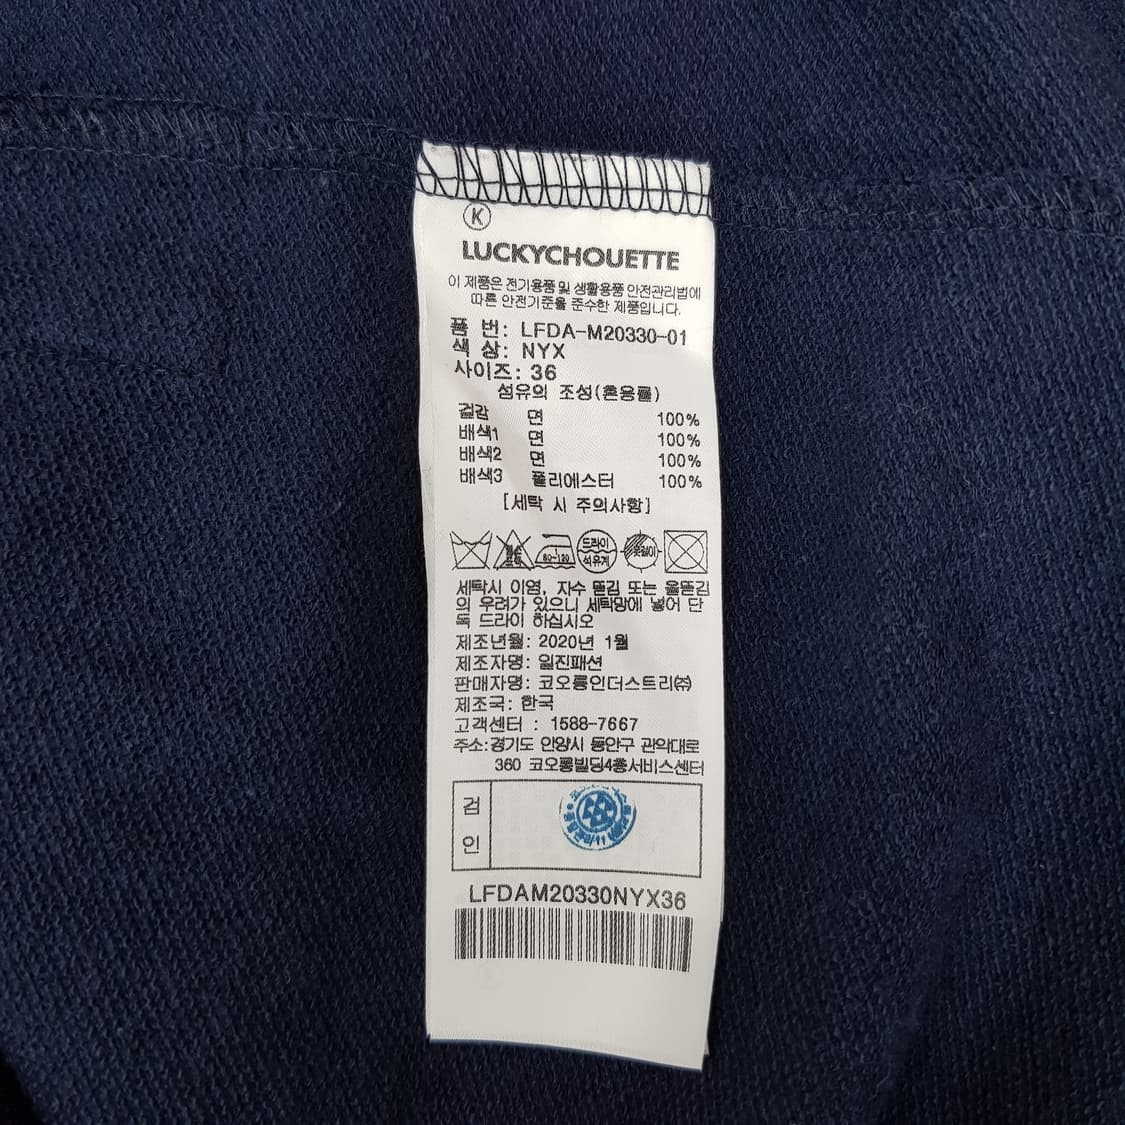 K
LUCKYCHOUETTE
이 제품은 전기용품 및 생활용품 안전관리법에
따른 안전기준을 준수한 제품입니다.
품 번: LFDA-M20330-01
색 상: NYX
사이즈: 36
섬유의 조성(혼용률)
겉감 면 100%
배색1 면 100%
배색2 면 100%
배색3 폴리에스터 100%
[세탁 시 주의사항]
80~120 드라이 석유계 옷걸이
세탁시 이염, 자수 뜯김 또는 올뜯김
의 우려가 있으니 세탁망에 넣어 단
독 드라이 하십시오
제조년월: 2020년 1월
제조자명: 일진패션
판매자명: 코오롱인더스트리㈜
제조국: 한국
고객센터 : 1588-7667
주소:경기도 안양시 동안구 관악대로
360 코오롱빌딩4층서비스센터
검
인
LFDAM20330NYX36